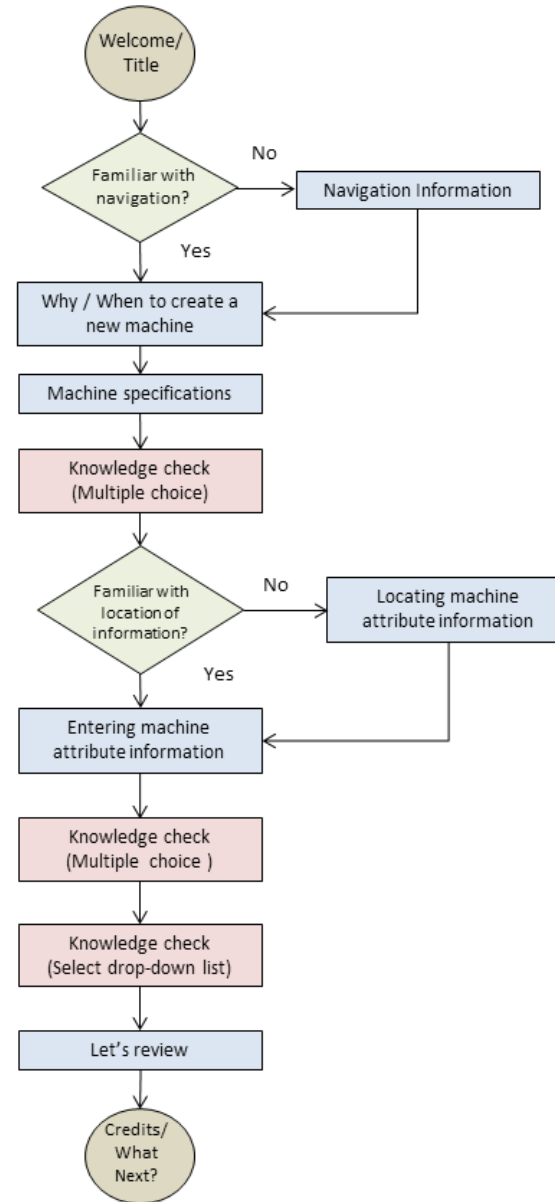 Welcome/
Title
Familiar with
navigation?
No
Navigation Information
Yes
Why / When to create a
new machine
Machine specifications
Knowledge check
(Multiple choice)
Familiar with
location of
information?
No
Locating machine
attribute information
Yes
Entering machine
attribute information
Knowledge check
(Multiple choice )
Knowledge check
(Select drop-down list)
Let's review
Credits/
What
Next?